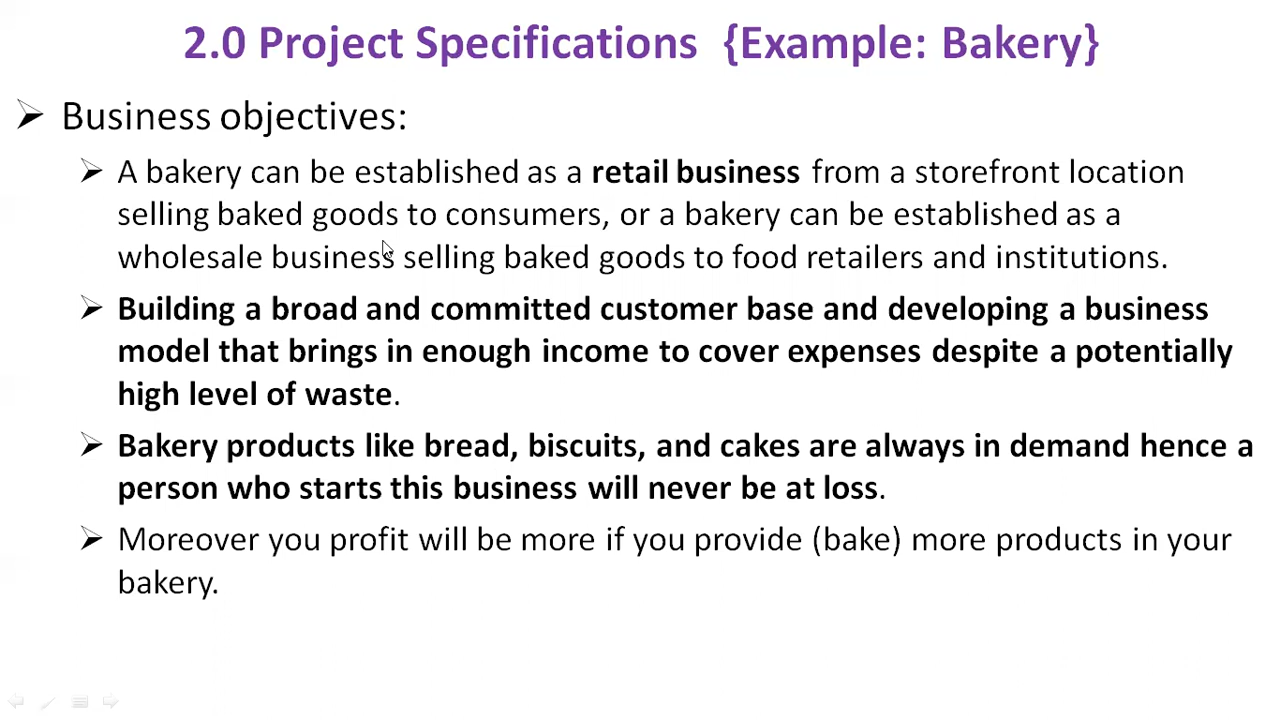 2.0 Project Specifications {Example: Bakery}
Business objectives:
A bakery can be established as a retail business from a storefront location
selling baked goods to consumers, or a bakery can be established as a
wholesale business selling baked goods to food retailers and institutions.
Building a broad and committed customer base and developing a business
model that brings in enough income to cover expenses despite a potentially
high level of waste.
Bakery products like bread, biscuits, and cakes are always in demand hence a
person who starts this business will never be at loss.
Moreover you profit will be more if you provide (bake) more products in your
bakery.